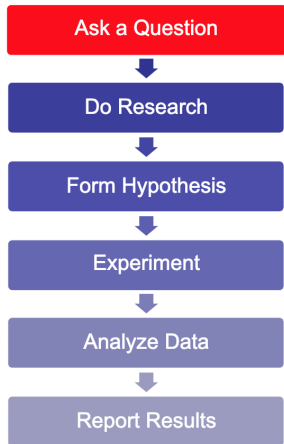 Ask a Question
Do Research
Form Hypothesis
Experiment
Analyze Data
Report Results